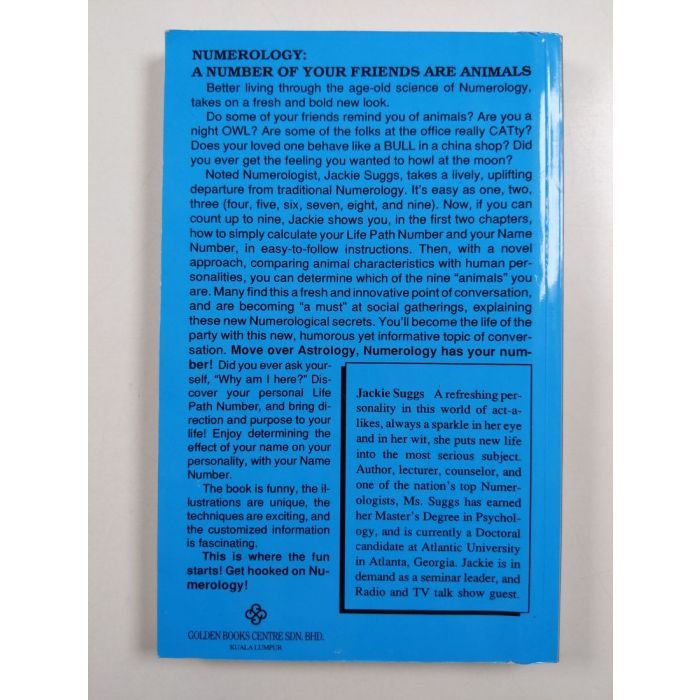 NUMEROLOGY:
A NUMBER OF YOUR FRIENDS ARE ANIMALS
Better living through the age-old science of Numerology,
takes on a fresh and bold new look.
Do some of your friends remind you of animals? Are you a
night OWL? Are some of the folks at the office really CATty?
Does your loved one behave like a BULL in a china shop? Did
you ever get the feeling you wanted to howl at the moon?
Noted Numerologist, Jackie Suggs, takes a lively, uplifting
departure from traditional Numerology. It's easy as one, two,
three (four, five, six, seven, eight, and nine). Now, if you can
count up to nine, Jackie shows you, in the first two chapters,
how to simply calculate your Life Path Number and your Name
Number, in easy-to-follow instructions. Then, with a novel
approach, comparing animal characteristics with human per-
sonalities, you can determine which of the nine "animals" you
are. Many find this a fresh and innovative point of conversation,
and are becoming "a must" at social gatherings, explaining
these new Numerological secrets. You'll become the life of the
party with this new, humorous yet informative topic of conver-
sation. Move over Astrology, Numerology has your num-
ber! Did you ever ask your-
self, "Why am I here?" Dis-
cover your personal Life
Path Number, and bring di-
rection and purpose to your
life! Enjoy determining the
effect of your name on your
personality, with your Name
Number.
The book is funny, the il-
lustrations are unique, the
techniques are exciting, and
the customized information
is fascinating.
This is where the fun
starts! Get hooked on Nu-
merology!
Jackie Suggs A refreshing per-
sonality in this world of act-a-
likes, always a sparkle in her eye
and in her wit, she puts new life
into the most serious subject.
Author, lecturer, counselor, and
one of the nation's top Numer-
ologists, Ms. Suggs has earned
her Master's Degree in Psychol-
ogy, and is currently a Doctoral
candidate at Atlantic University
in Atlanta, Georgia. Jackie is in
demand as a seminar leader, and
Radio and TV talk show guest.
GOLDEN BOOKS CENTRE SDN. BHD.
KUALA LUMPUR